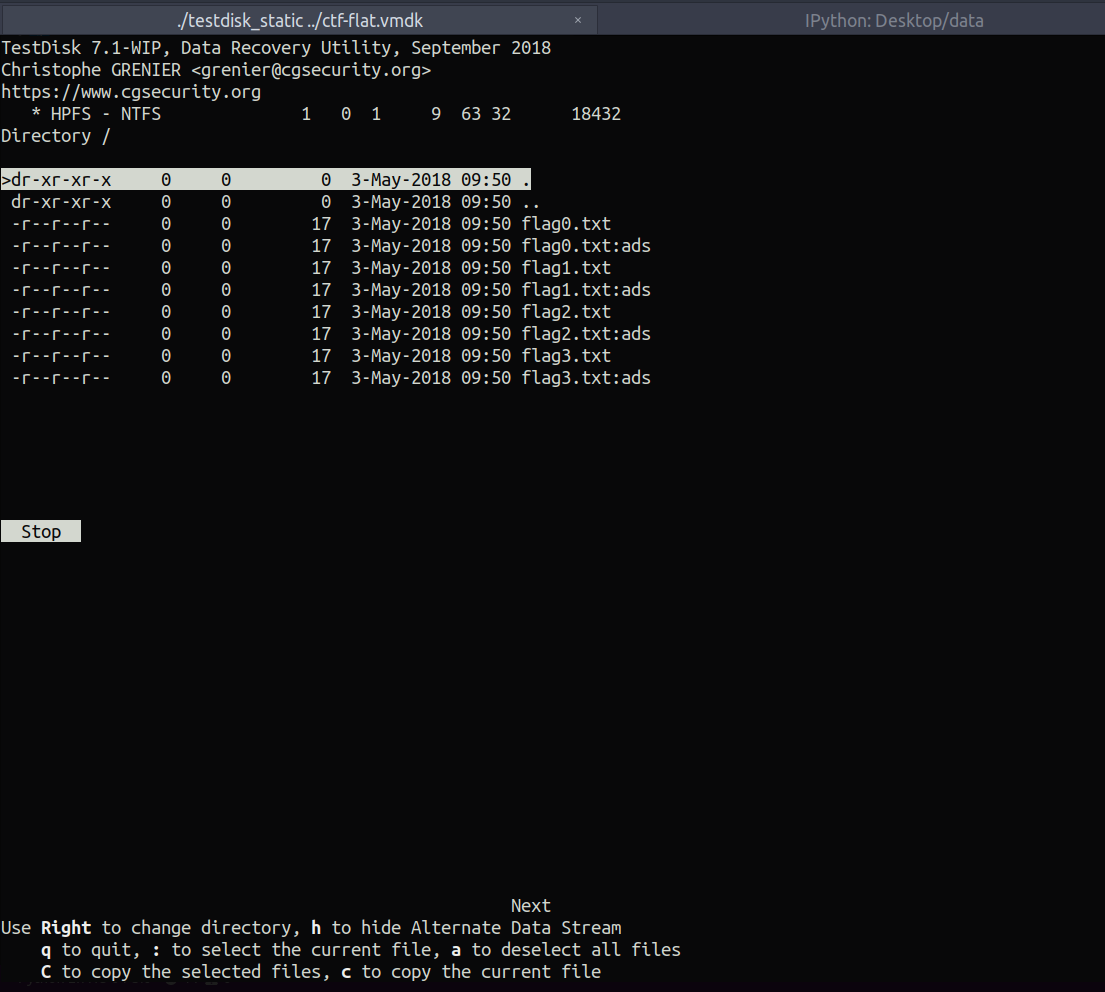 ./testdisk_static ../ctf-flat.vmdk × IPython: Desktop/data
TestDisk 7.1-WIP, Data Recovery Utility, September 2018
Christophe GRENIER <grenier@cgsecurity.org>
https://www.cgsecurity.org
* HPFS - NTFS 1 0 1 9 63 32 18432
Directory /
>dr-xr-xr-x 0 0 0 3-May-2018 09:50 .
dr-xr-xr-x 0 0 0 3-May-2018 09:50 ..
-r--r--r-- 0 0 17 3-May-2018 09:50 flag0.txt
-r--r--r-- 0 0 17 3-May-2018 09:50 flag0.txt:ads
-r--r--r-- 0 0 17 3-May-2018 09:50 flag1.txt
-r--r--r-- 0 0 17 3-May-2018 09:50 flag1.txt:ads
-r--r--r-- 0 0 17 3-May-2018 09:50 flag2.txt
-r--r--r-- 0 0 17 3-May-2018 09:50 flag2.txt:ads
-r--r--r-- 0 0 17 3-May-2018 09:50 flag3.txt
-r--r--r-- 0 0 17 3-May-2018 09:50 flag3.txt:ads
Stop
Next
Use Right to change directory, h to hide Alternate Data Stream
q to quit, : to select the current file, a to deselect all files
C to copy the selected files, c to copy the current file